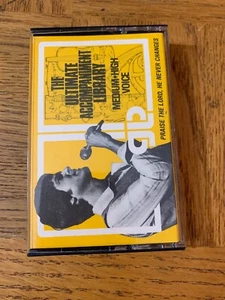 THE
ULTIMATE
ACCOMPANIMENT
LIBRARY
MEDIUM-HIGH
VOICE
PRAISE THE LORD, HE NEVER CHANGES